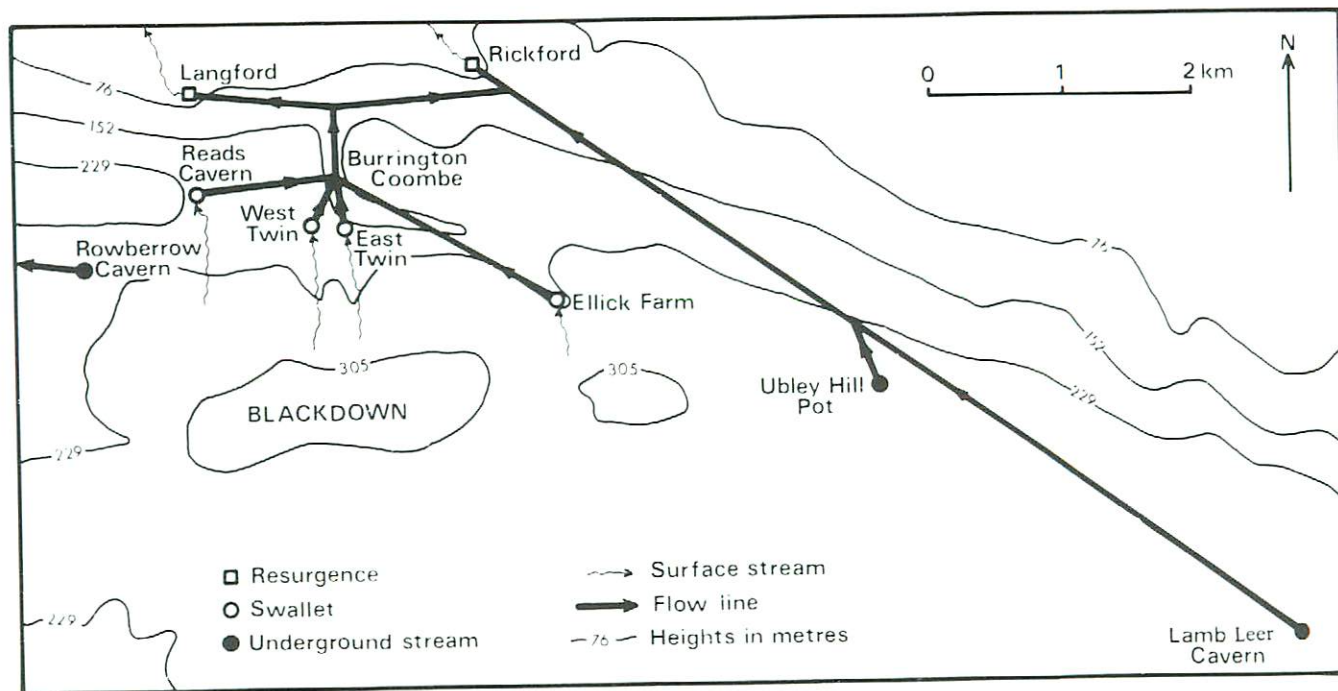 Rickford
Langford
N
0 1 2 km
76
152
229
Reads
Cavern
Burrington
Coombe
West
Twin
East
Twin
Rowberrow
Cavern
Ellick Farm
76
305
305
BLACKDOWN
Ubley Hill
Pot
152
229
229
Resurgence
Swallet
Underground stream
Surface stream
Flow line
76 Heights in metres
229
Lamb Leer
Cavern